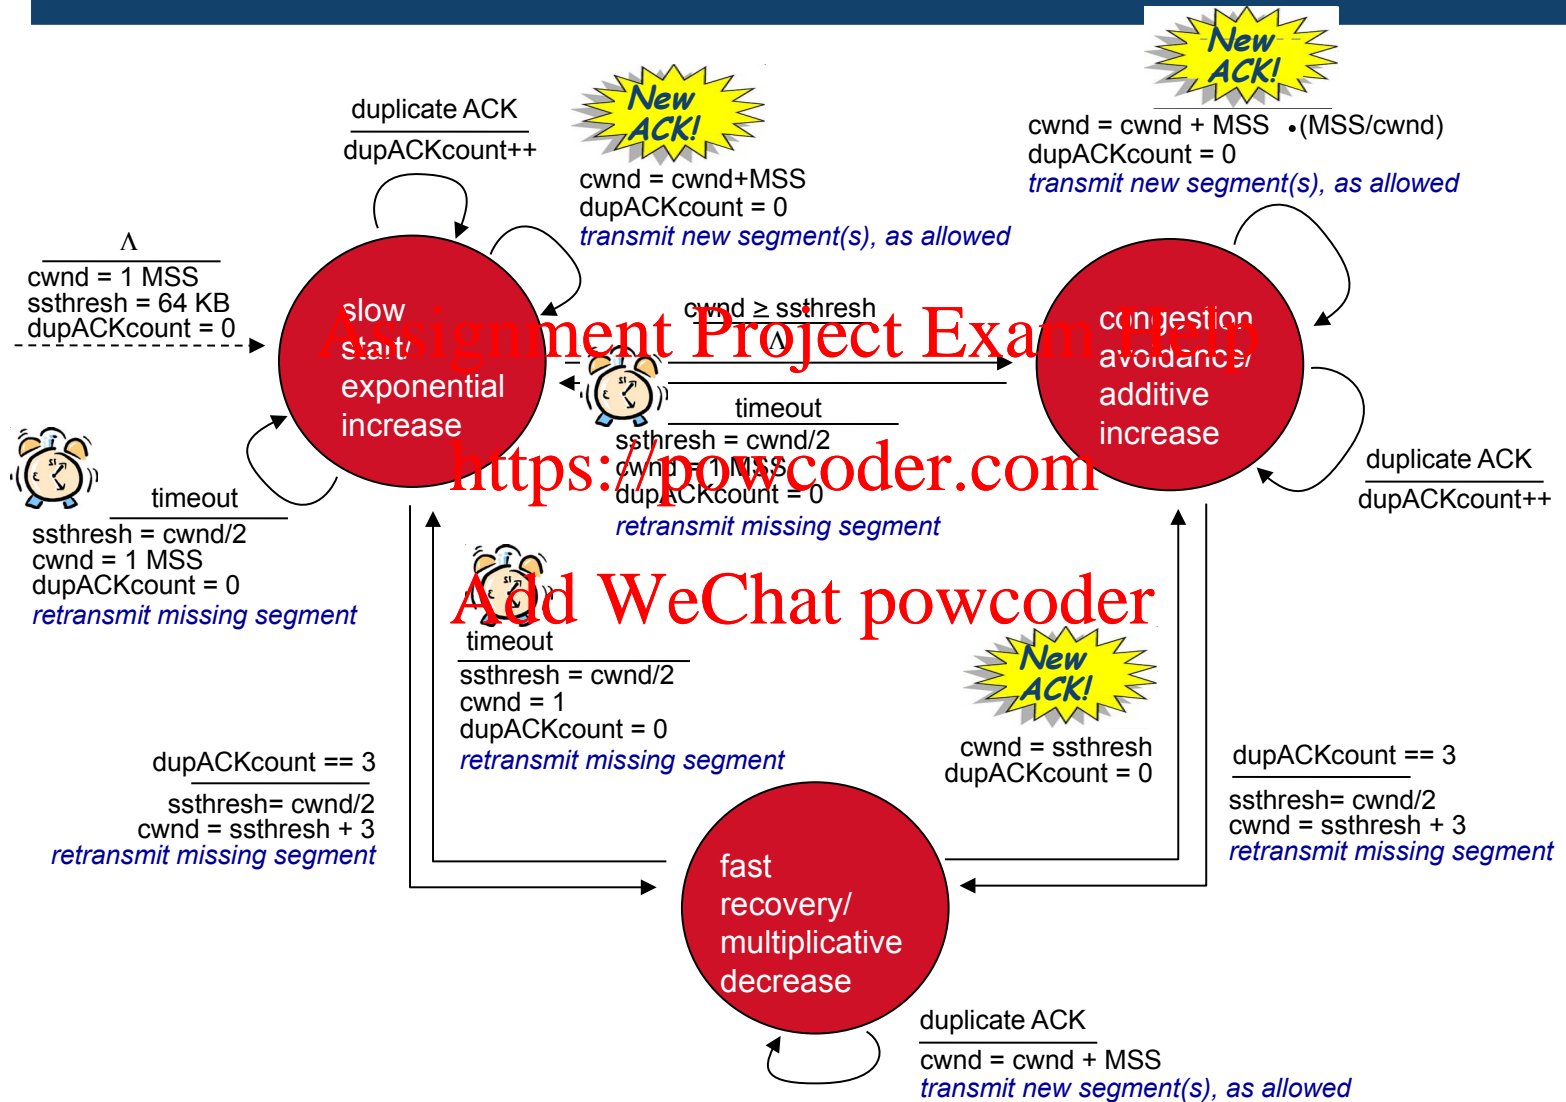 New
ACK!
cwnd = cwnd + MSS •(MSS/cwnd)
dupACKcount = 0
transmit new segment(s), as allowed
duplicate ACK
dupACKcount++
New
ACK!
cwnd = cwnd+MSS
dupACKcount = 0
transmit new segment(s), as allowed
Λ
cwnd = 1 MSS
ssthresh = 64 KB
dupACKcount = 0
slow
start/
exponential
increase
cwnd ≥ ssthresh
Λ
congestion
avoidance/
additive
increase
Assignment Project Exam Help
timeout
ssthresh = cwnd/2
cwnd = 1 MSS
dupACKcount = 0
retransmit missing segment
https://powcoder.com
duplicate ACK
dupACKcount++
timeout
ssthresh = cwnd/2
cwnd = 1 MSS
dupACKcount = 0
retransmit missing segment
Add WeChat powcoder
timeout
ssthresh = cwnd/2
cwnd = 1
dupACKcount = 0
retransmit missing segment
New
ACK!
cwnd = ssthresh
dupACKcount = 0
dupACKcount == 3
ssthresh= cwnd/2
cwnd = ssthresh + 3
retransmit missing segment
dupACKcount == 3
ssthresh= cwnd/2
cwnd = ssthresh + 3
retransmit missing segment
fast
recovery/
multiplicative
decrease
duplicate ACK
cwnd = cwnd + MSS
transmit new segment(s), as allowed